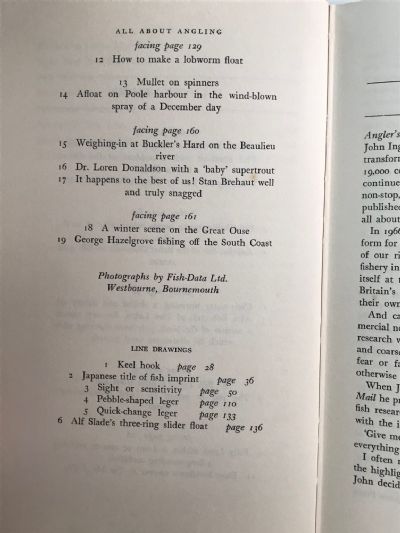 ALL ABOUT ANGLING
facing page 129
12 How to make a lobworm float
13 Mullet on spinners
14 Afloat on Poole harbour in the wind-blown
spray of a December day
facing page 160
15 Weighing-in at Buckler's Hard on the Beaulieu
river
16 Dr. Loren Donaldson with a 'baby' supertrout
17 It happens to the best of us! Stan Brehaut well
and truly snagged
facing page 161
18 A winter scene on the Great Ouse
19 George Hazelgrove fishing off the South Coast
Photographs by Fish-Data Ltd.
Westbourne, Bournemouth
LINE DRAWINGS
1 Keel hook page 28
2 Japanese title of fish imprint page 36
3 Sight or sensitivity page 50
4 Pebble-shaped leger page 110
5 Quick-change leger page 133
6 Alf Slade's three-ring slider float page 136
Angler's
John Ing
transform
19,000 co
continue
non-stop,
published
all about
In 1966
form for
of our ri
fishery in
itself at t
Britain's
their own
And ca
mercial ne
research w
and coarse
fear or fa
otherwise
When J
Mail he pr
fish resear
with the i
'Give me
everything
I often r
the highlig
John decid